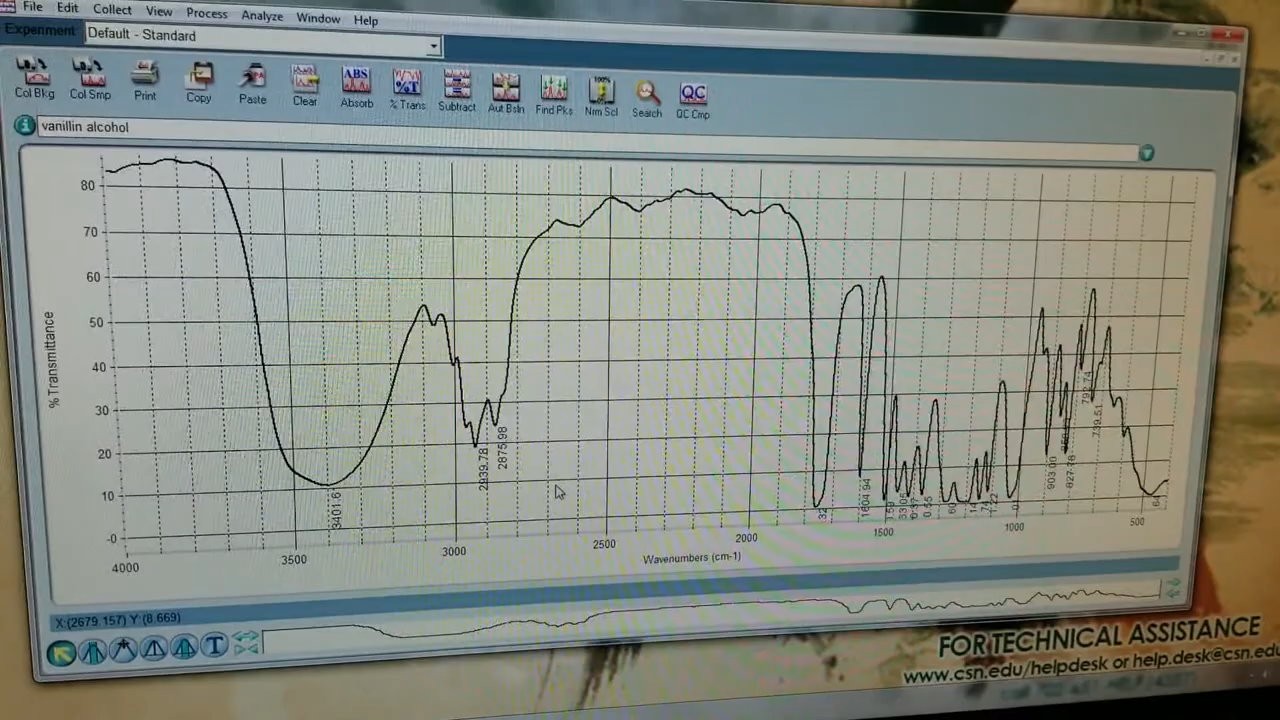 File Edit Collect View Process Analyze Window Help
Experiment Default - Standard
Col Bkg Col Smp Print Copy Paste Clear Absorb % Trans Subtract Aut Bsln Find Pks Nrm Scl Search QC Cmp
vanillin alcohol
80
70
60
50
40
30
20
10
-0
% Transmittance
3401.6
2939.78
2875.98
1604.94
903.00
827.76
792.74
739.51
4000 3500 3000 2500 2000 1500 1000 500
Wavenumbers (cm-1)
X:(2679.157) Y:(8.669)
FOR TECHNICAL ASSISTANCE
www.csn.edu/helpdesk or help.desk@csn.edu